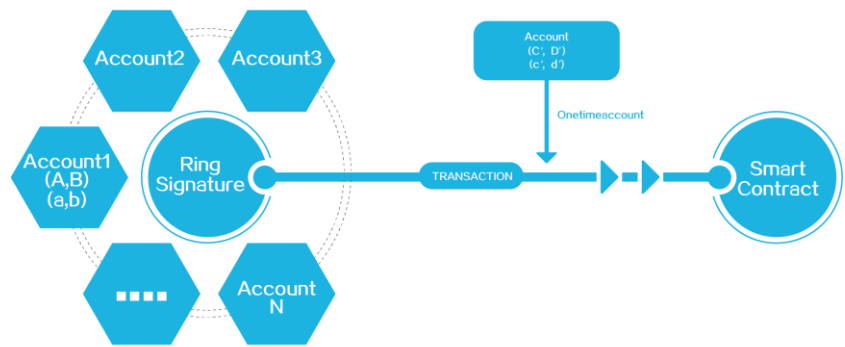 Account2
Account3
Account1
(A,B)
(a,b)
Ring
Signature
Account
N
TRANSACTION
Account
(C′, D′)
(c′, d′)
Onetimeaccount
Smart
Contract